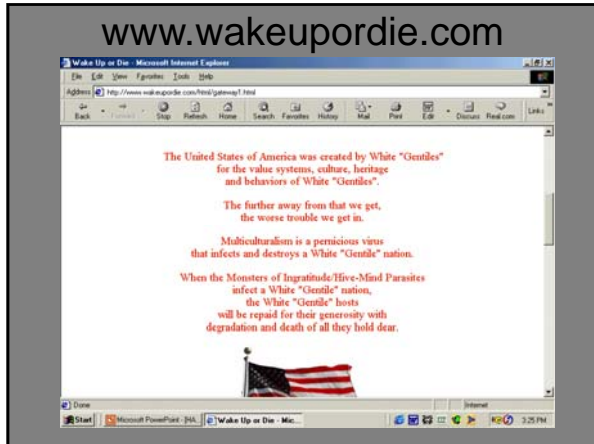 www.wakeupordie.com
Wake Up or Die - Microsoft Internet Explorer
File Edit View Favorites Tools Help
Address http://www.wakeupordie.com/html/gateway1.html
Back Forward Stop Refresh Home Search Favorites History Mail Print Edit Discuss Real.com Links
The United States of America was created by White "Gentiles"
for the value systems, culture, heritage
and behaviors of White "Gentiles".
The further away from that we get,
the worse trouble we get in.
Multiculturalism is a pernicious virus
that infects and destroys a White "Gentile" nation.
When the Monsters of Ingratitude/Hive-Mind Parasites
infect a White "Gentile" nation,
the White "Gentile" hosts
will be repaid for their generosity with
degradation and death of all they hold dear.
Done Internet
Start Microsoft PowerPoint - [HA... Wake Up or Die - Mic... 3:25 PM